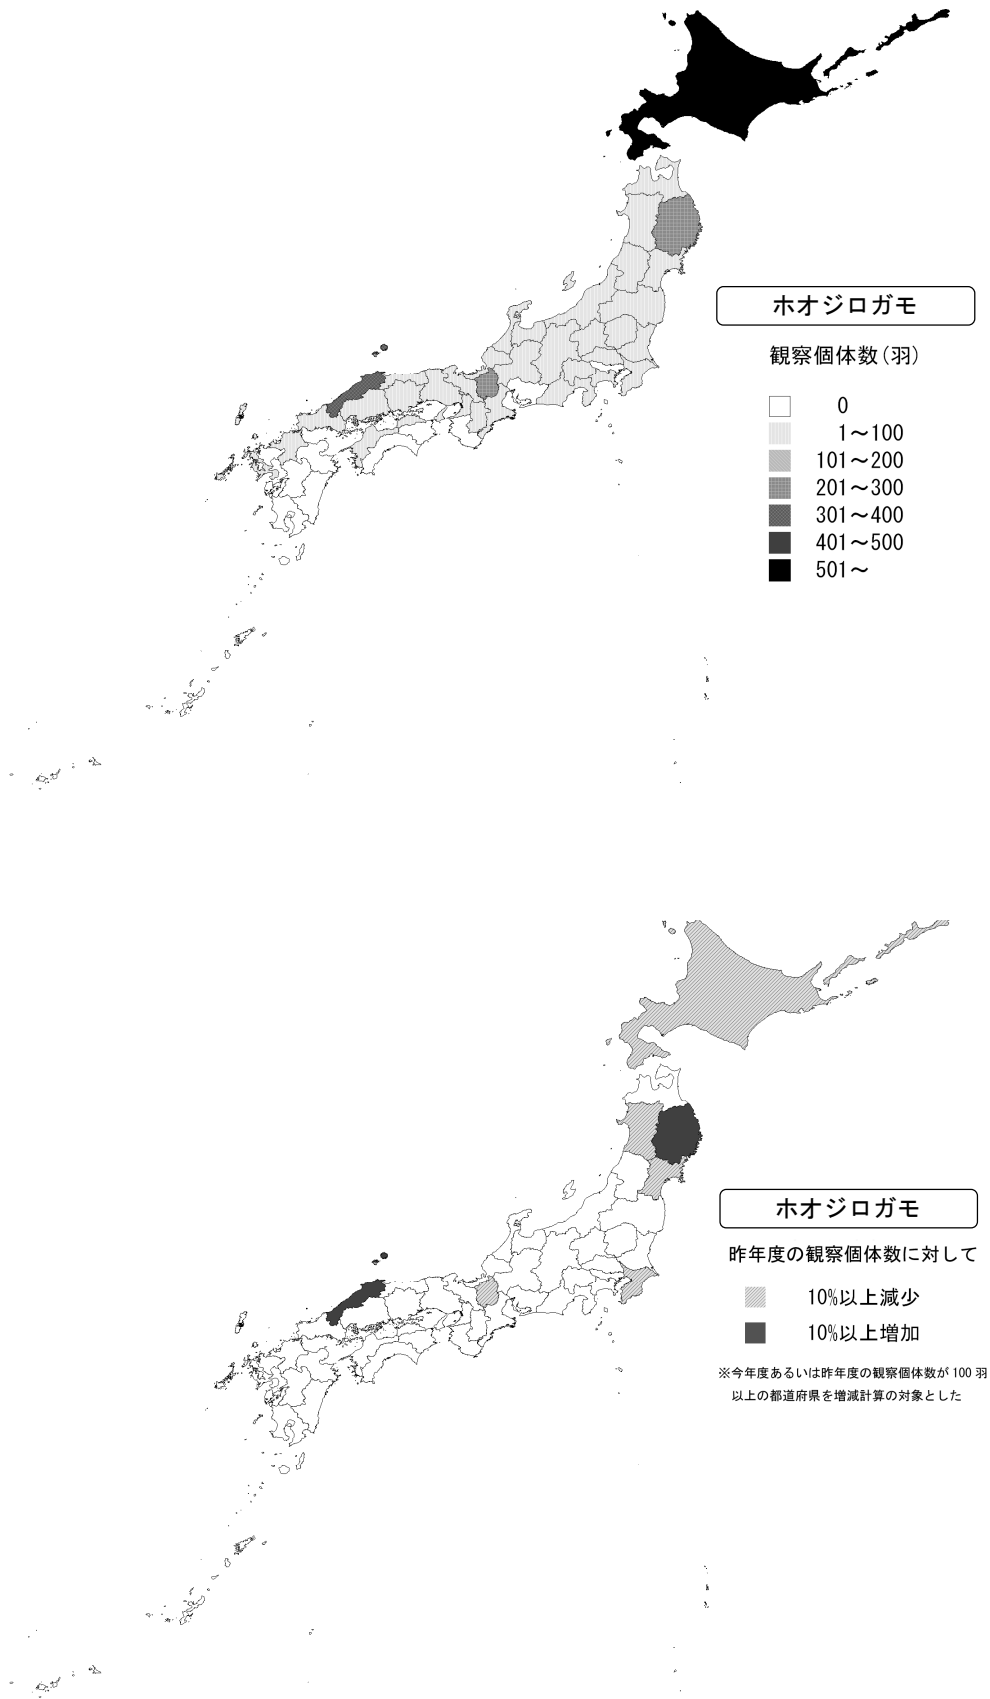 ホオジロガモ
観察個体数(羽)
0
1～100
101～200
201～300
301～400
401～500
501～
ホオジロガモ
昨年度の観察個体数に対して
10%以上減少
10%以上増加
※今年度あるいは昨年度の観察個体数が100羽
以上の都道府県を増減計算の対象とした